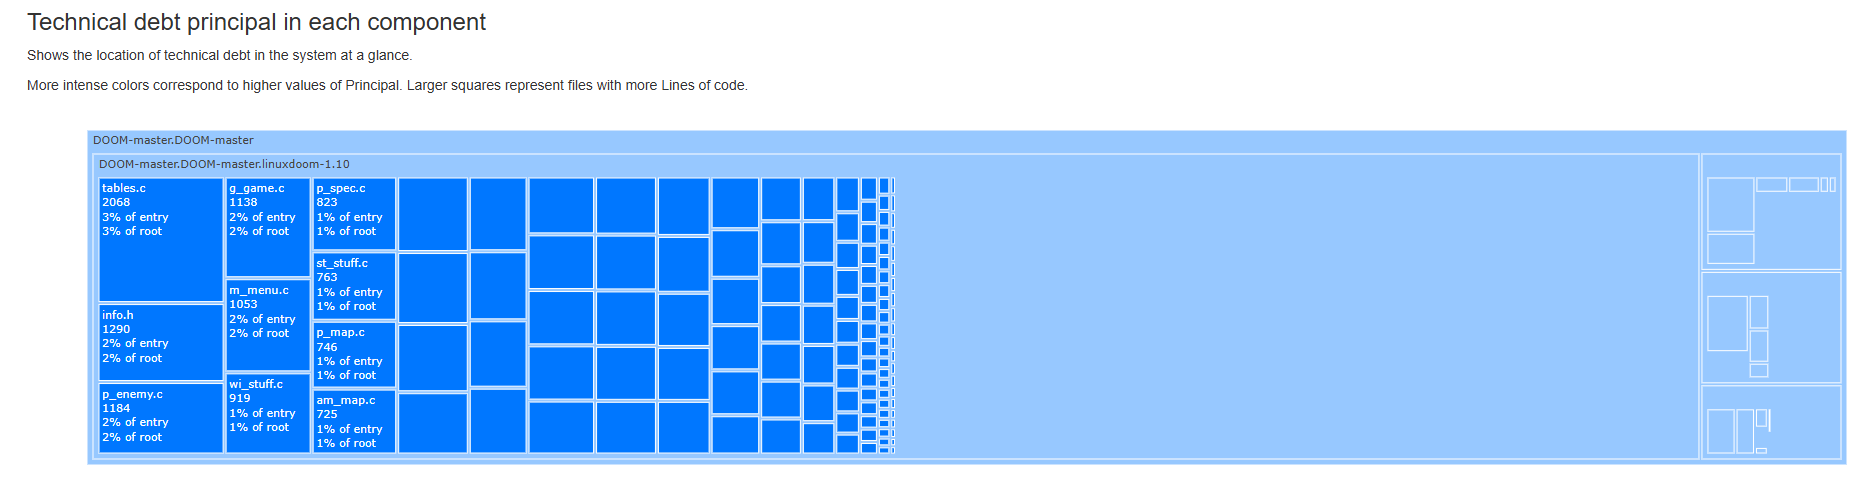 Technical debt principal in each component
Shows the location of technical debt in the system at a glance.
More intense colors correspond to higher values of Principal. Larger squares represent files with more Lines of code.
DOOM-master.DOOM-master
DOOM-master.DOOM-master.linuxdoom-1.10
tables.c
2068
3% of entry
3% of root
info.h
1290
2% of entry
2% of root
p_enemy.c
1184
2% of entry
2% of root
g_game.c
1138
2% of entry
2% of root
m_menu.c
1053
2% of entry
2% of root
wi_stuff.c
919
1% of entry
1% of root
p_spec.c
823
1% of entry
1% of root
st_stuff.c
763
1% of entry
1% of root
p_map.c
746
1% of entry
1% of root
am_map.c
725
1% of entry
1% of root